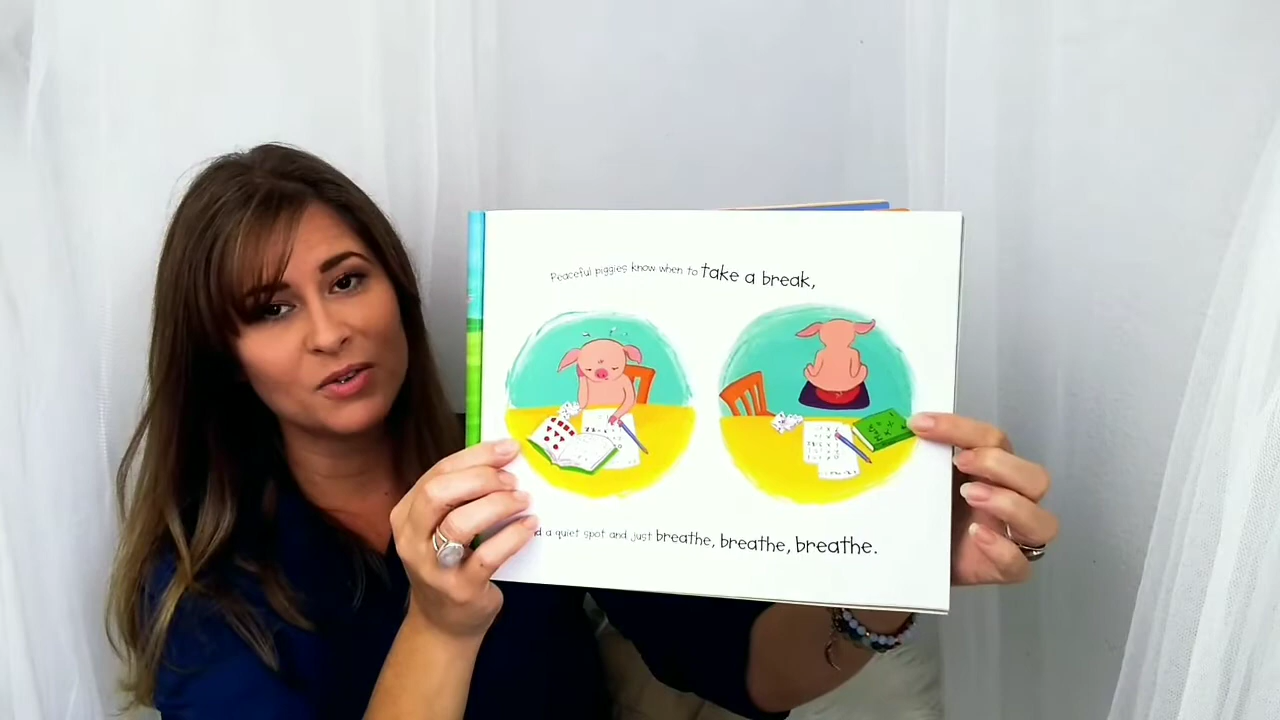 Peaceful piggies know when to take a break,
a quiet spot and just breathe, breathe, breathe.